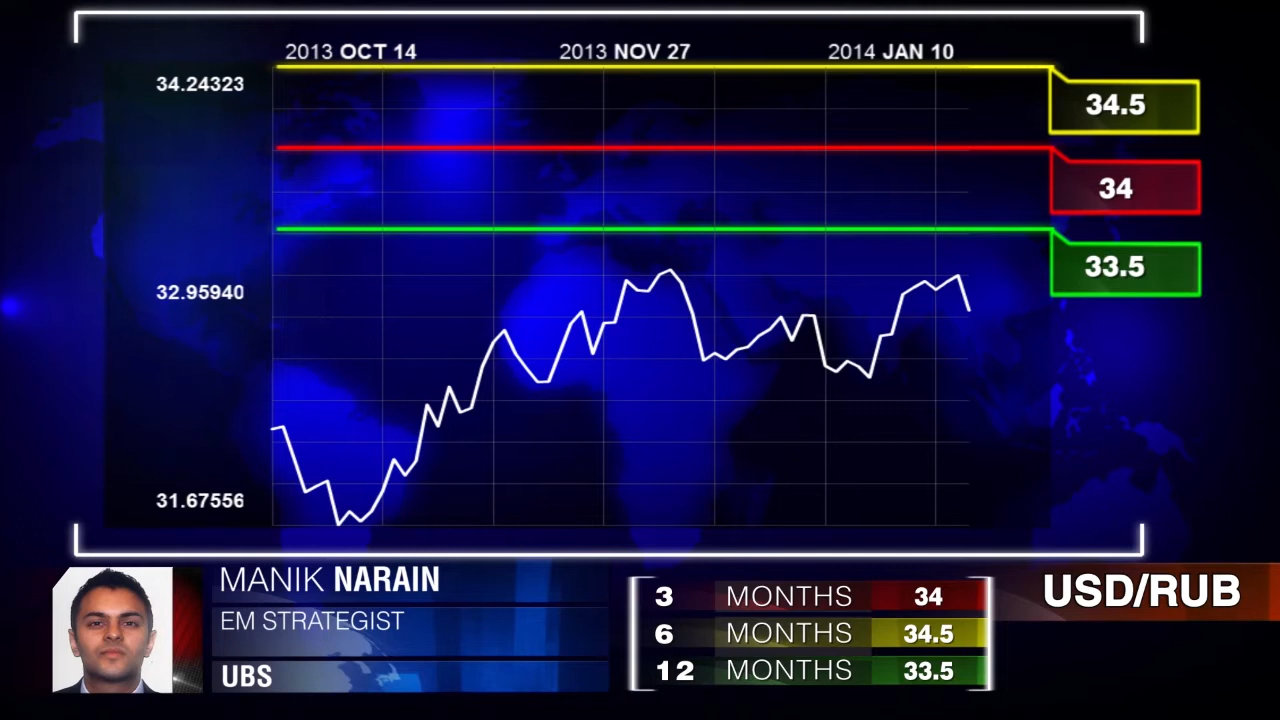 2013 OCT 14 2013 NOV 27 2014 JAN 10
34.24323
34.5
34
33.5
32.95940
31.67556
MANIK NARAIN
EM STRATEGIST
UBS
3 MONTHS 34
6 MONTHS 34.5
12 MONTHS 33.5
USD/RUB